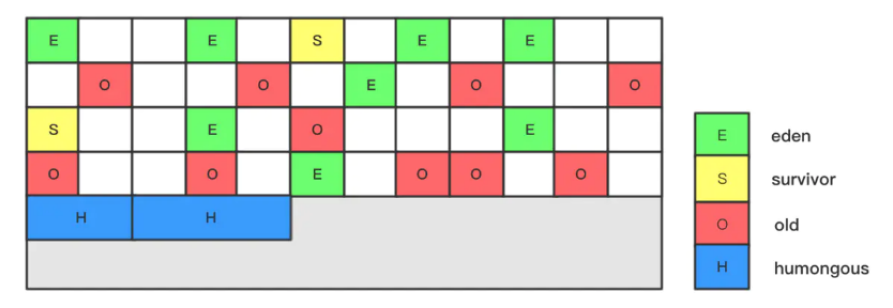 E E S E E
O O E O O
S E O E
O O E O O O
H H
E eden
S survivor
O old
H humongous